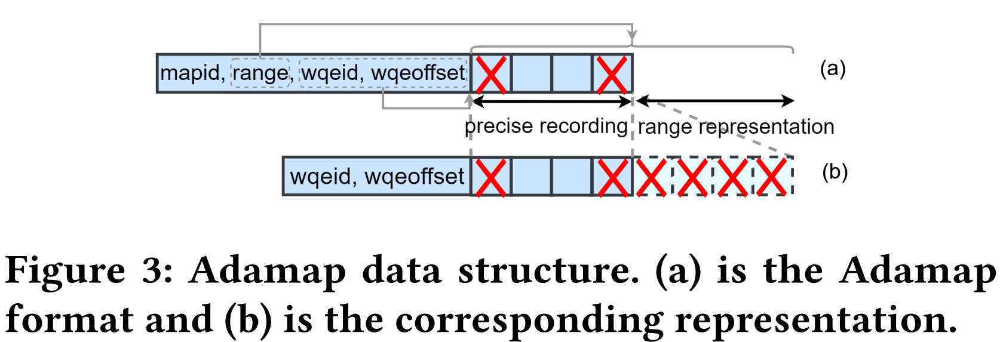 mapid, range, wqeid, wqeoffset
(a)
precise recording
range representation
wqeid, wqeoffset
(b)
Figure 3: Adamap data structure. (a) is the Adamap
format and (b) is the corresponding representation.